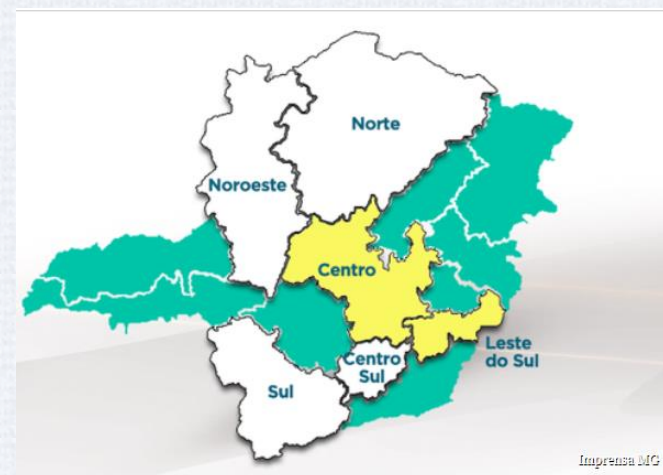 Norte
Noroeste
Centro
Leste
do Sul
Centro
Sul
Sul
Imprensa MG